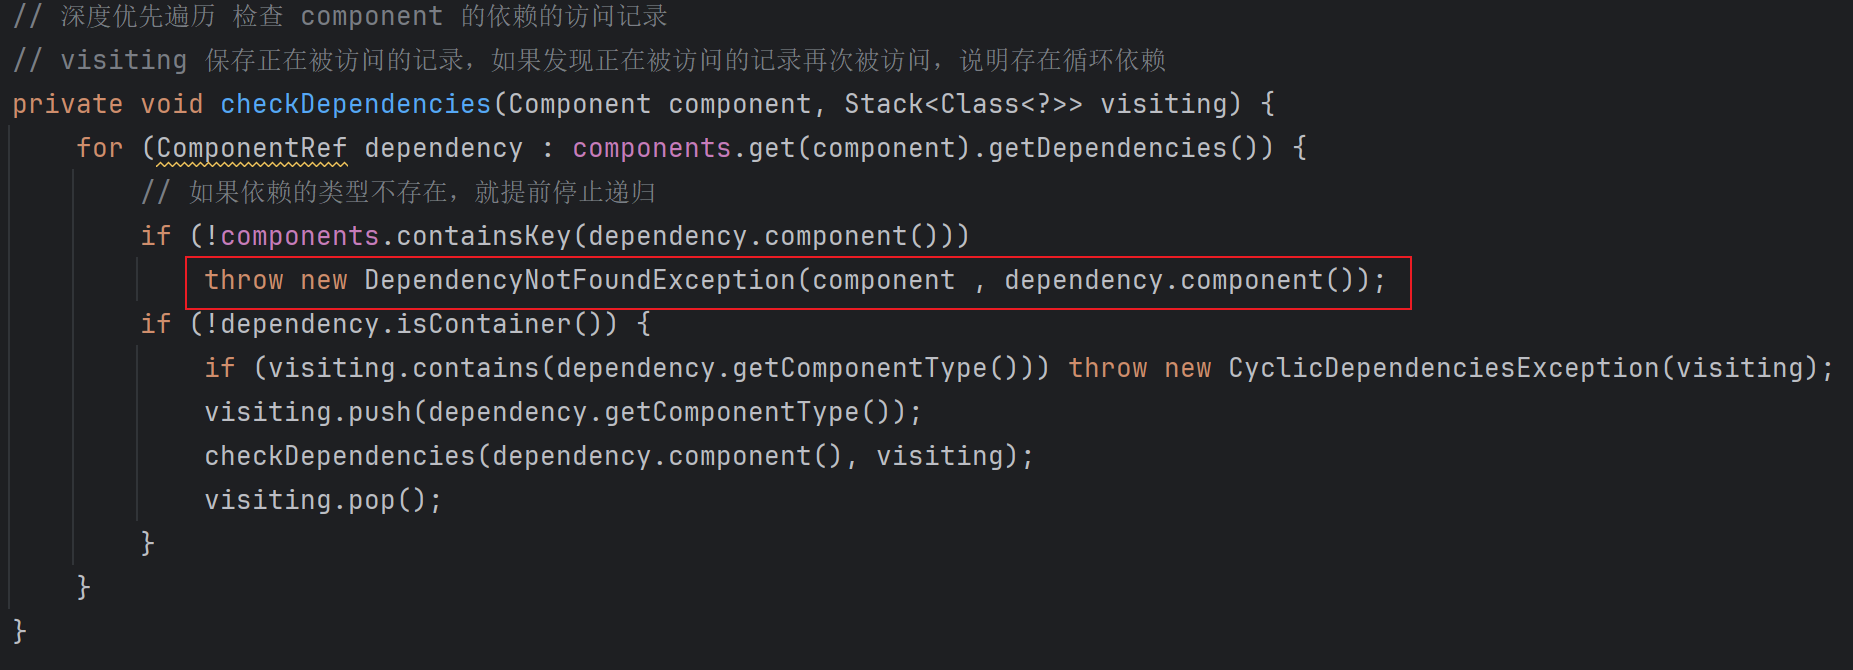 // 深度优先遍历 检查 component 的依赖的访问记录
// visiting 保存正在被访问的记录，如果发现正在被访问的记录再次被访问，说明存在循环依赖
private void checkDependencies(Component component, Stack<Class<?>> visiting) {
for (ComponentRef dependency : components.get(component).getDependencies()) {
// 如果依赖的类型不存在，就提前停止递归
if (!components.containsKey(dependency.component()))
throw new DependencyNotFoundException(component , dependency.component());
if (!dependency.isContainer()) {
if (visiting.contains(dependency.getComponentType())) throw new CyclicDependenciesException(visiting);
visiting.push(dependency.getComponentType());
checkDependencies(dependency.component(), visiting);
visiting.pop();
}
}
}